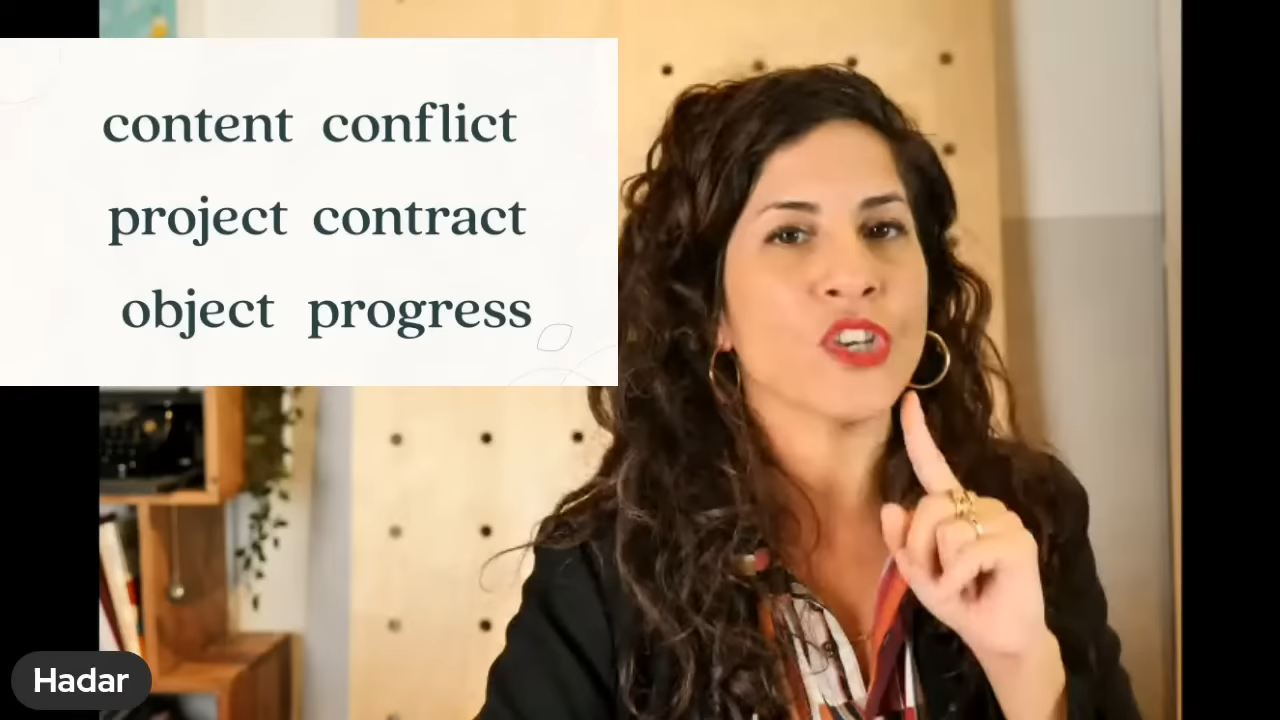 content conflict
project contract
object progress
Hadar